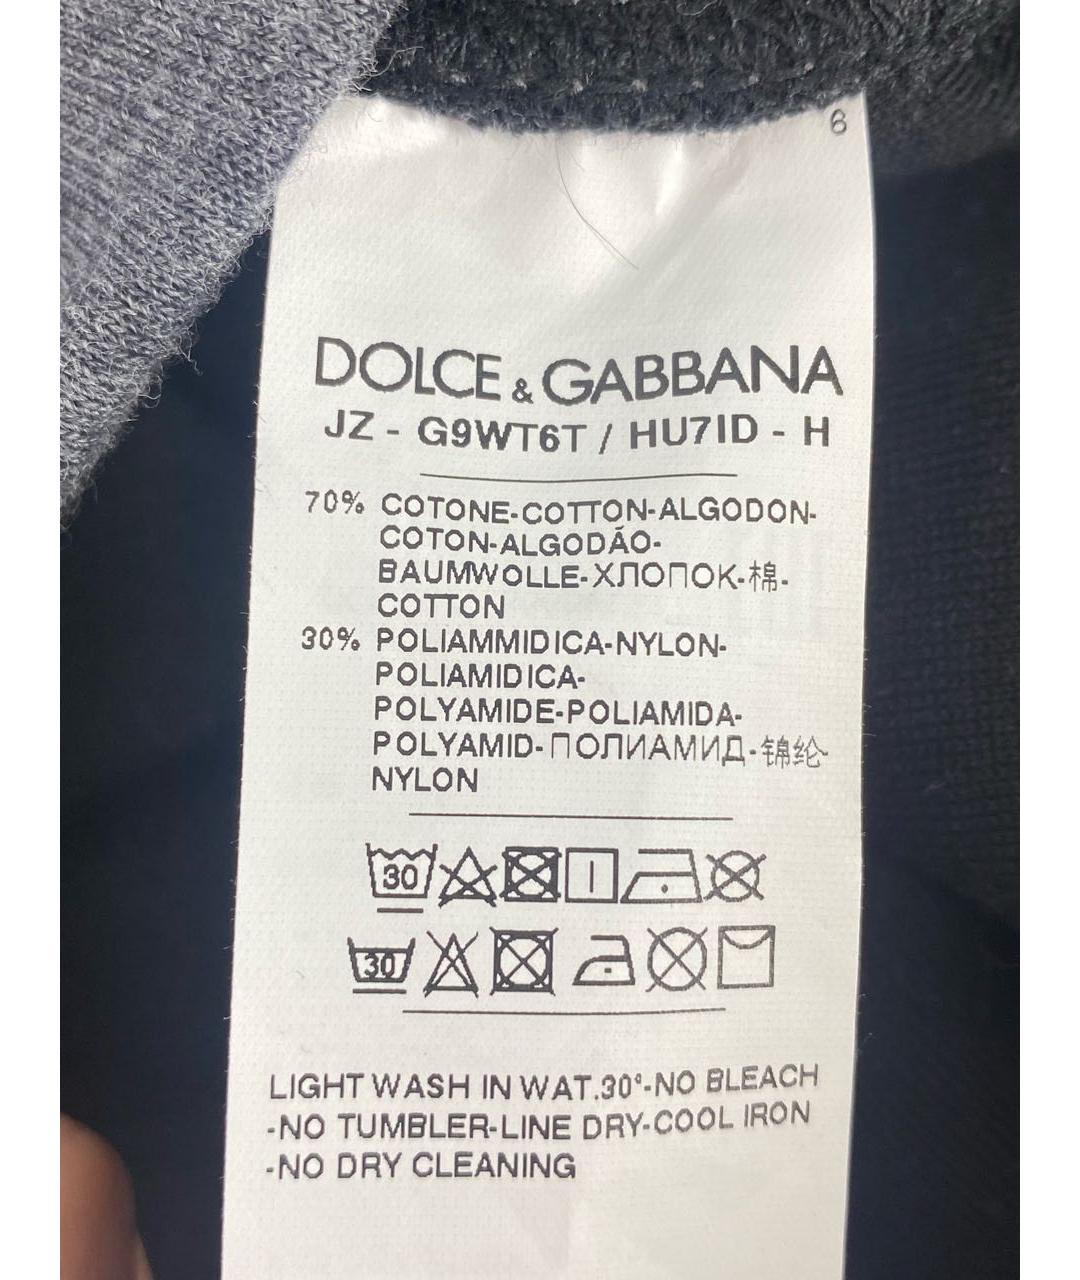 6
DOLCE & GABBANA
JZ - G9WT6T / HU7ID - H
70% COTONE-COTTON-ALGODON-
COTON-ALGODÃO-
BAUMWOLLE-ХЛОПОК-棉-
COTTON
30% POLIAMMIDICA-NYLON-
POLIAMIDICA-
POLYAMIDE-POLIAMIDA-
POLYAMID-ПОЛИАМИД-锦纶-
NYLON
30
30
LIGHT WASH IN WAT.30°-NO BLEACH
-NO TUMBLER-LINE DRY-COOL IRON
-NO DRY CLEANING